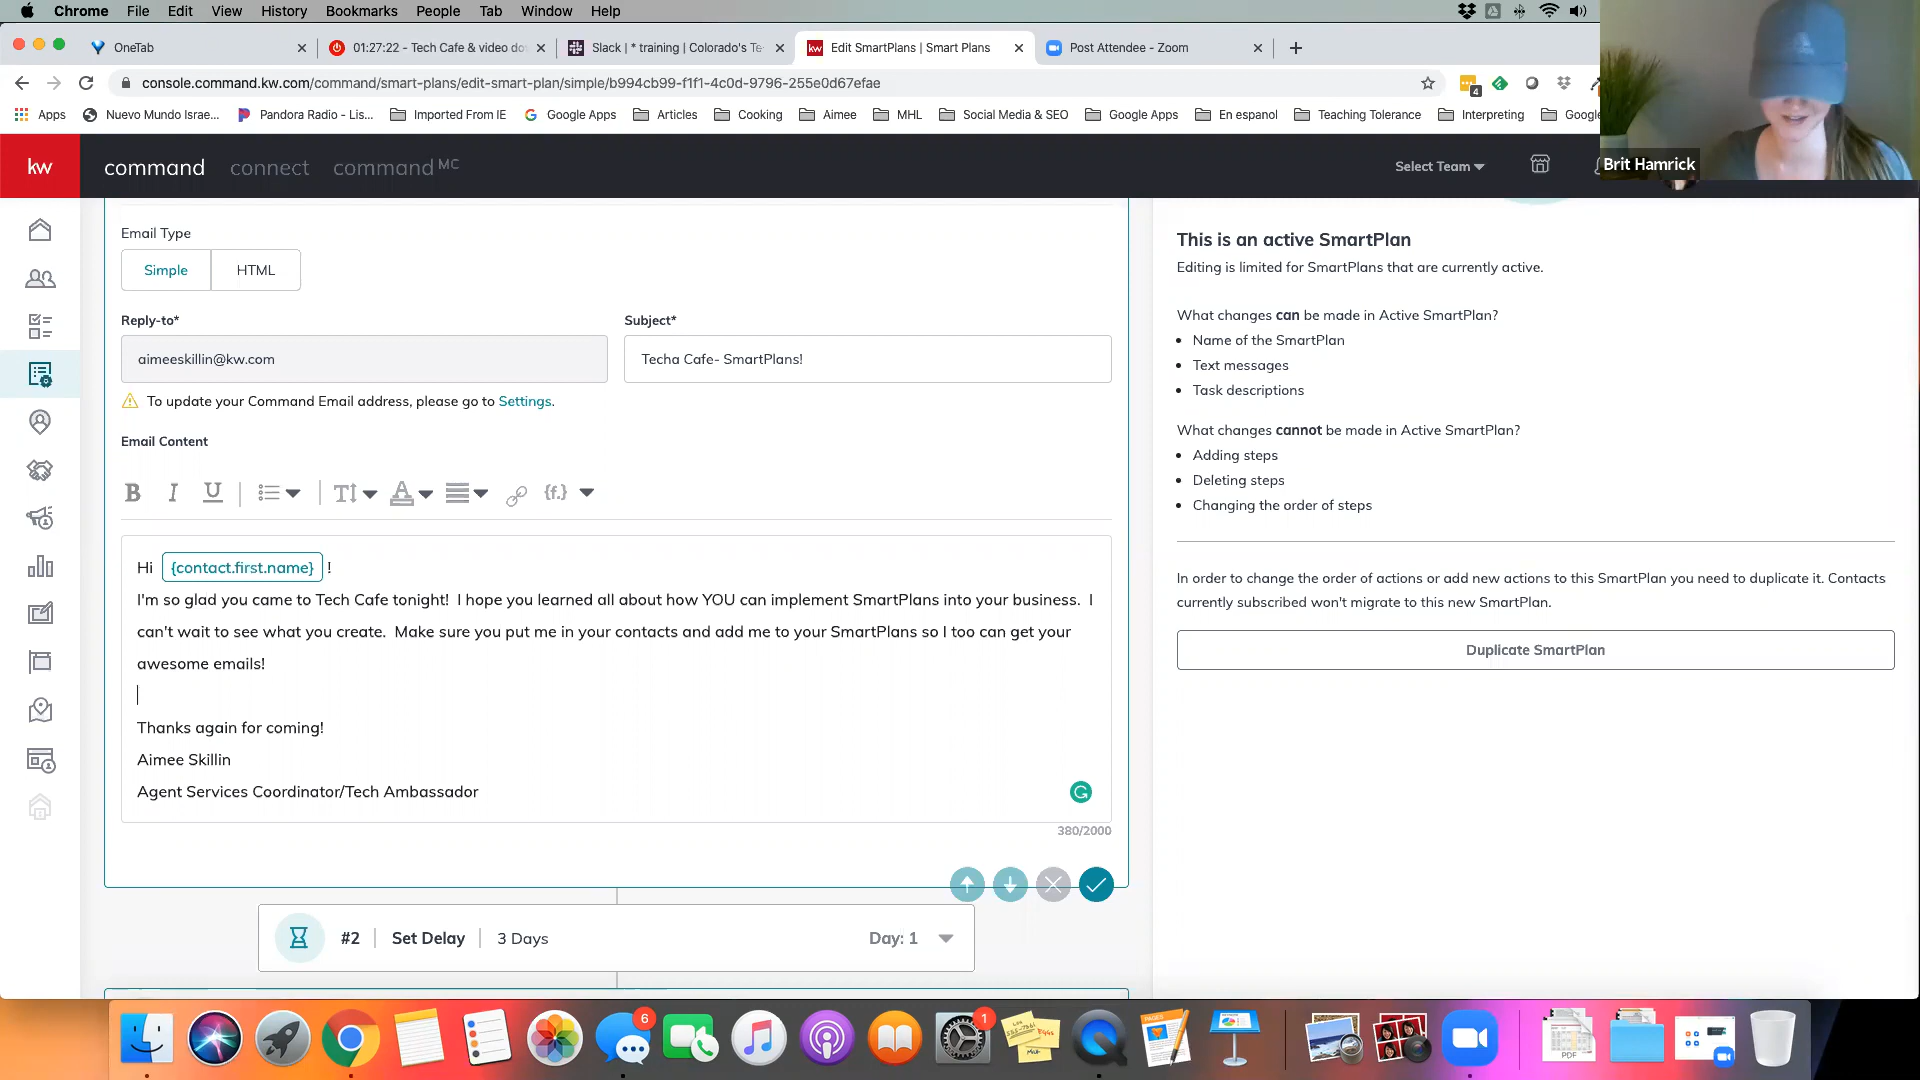 Chrome File Edit View History Bookmarks People Tab Window Help
OneTab
01:27:22 - Tech Cafe & video do
Slack | * training | Colorado's Te
Edit SmartPlans | Smart Plans
Post Attendee - Zoom
console.command.kw.com/command/smart-plans/edit-smart-plan/simple/b994cb99-f1f1-4c0d-9796-255e0d67efae
4
Apps Nuevo Mundo Israe... Pandora Radio - Lis... Imported From IE Google Apps Articles Cooking Aimee MHL Social Media & SEO Google Apps En espanol Teaching Tolerance Interpreting Google
kw command connect command MC Select Team
Brit Hamrick
Email Type
Simple HTML
Reply-to* Subject*
aimeeskillin@kw.com Techa Cafe- SmartPlans!
To update your Command Email address, please go to Settings.
Email Content
B I U T A {f.}
Hi {contact.first.name} !
I'm so glad you came to Tech Cafe tonight! I hope you learned all about how YOU can implement SmartPlans into your business. I
can't wait to see what you create. Make sure you put me in your contacts and add me to your SmartPlans so I too can get your
awesome emails!
Thanks again for coming!
Aimee Skillin
Agent Services Coordinator/Tech Ambassador
380/2000
#2 Set Delay 3 Days Day: 1
This is an active SmartPlan
Editing is limited for SmartPlans that are currently active.
What changes can be made in Active SmartPlan?
Name of the SmartPlan
Text messages
Task descriptions
What changes cannot be made in Active SmartPlan?
Adding steps
Deleting steps
Changing the order of steps
In order to change the order of actions or add new actions to this SmartPlan you need to duplicate it. Contacts
currently subscribed won't migrate to this new SmartPlan.
Duplicate SmartPlan
6
1
PAGES
PDF